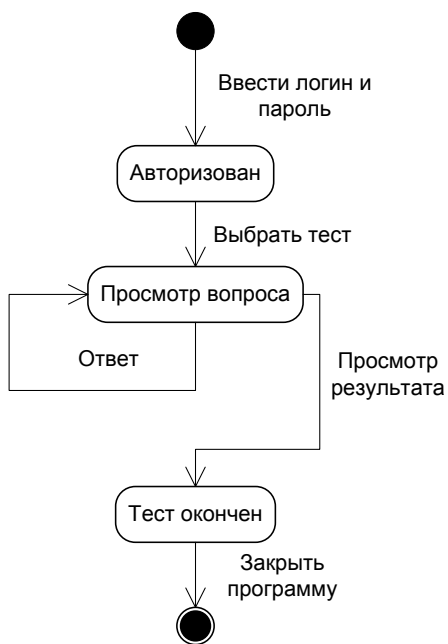 Ввести логин и
пароль
Авторизован
Выбрать тест
Просмотр вопроса
Ответ
Просмотр
результата
Тест окончен
Закрыть
программу